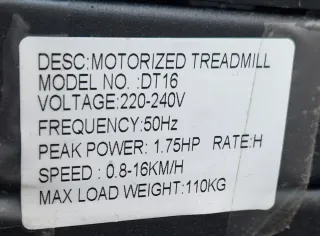 DESC:MOTORIZED TREADMILL
MODEL NO. :DT16
VOLTAGE:220-240V
FREQUENCY:50Hz
PEAK POWER: 1.75HP RATE:H
SPEED : 0.8-16KM/H
MAX LOAD WEIGHT:110KG